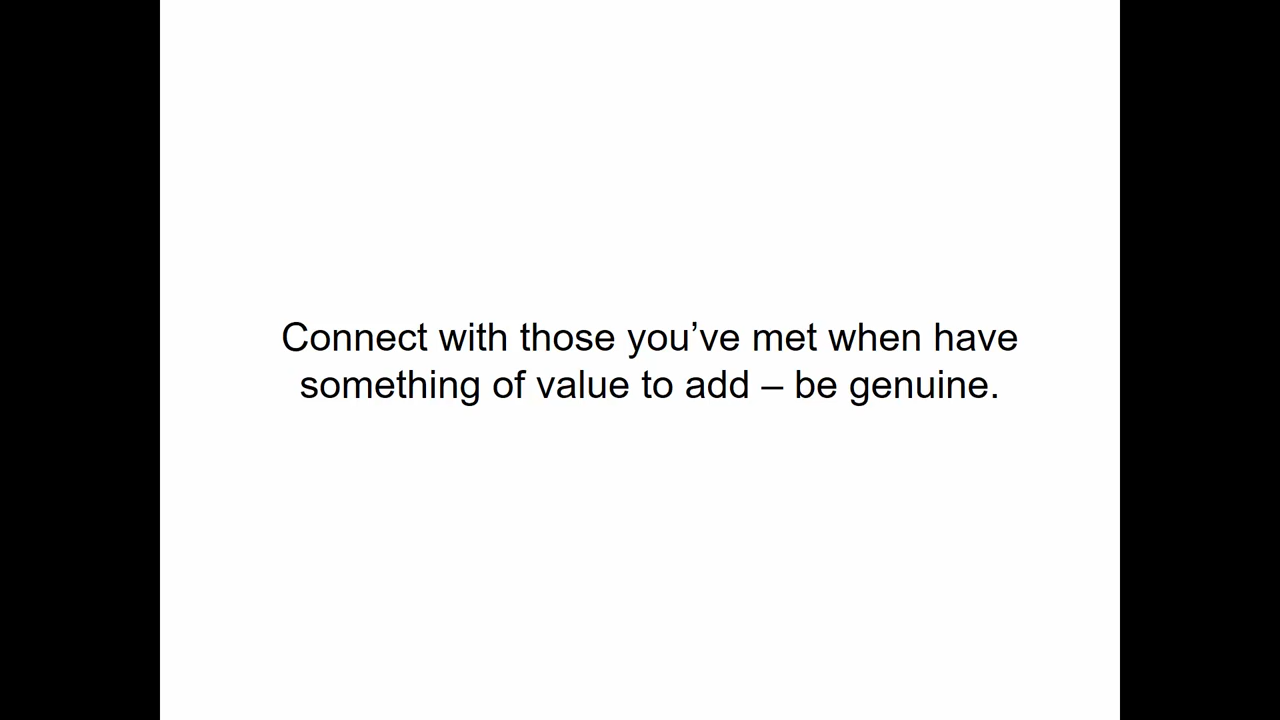 Connect with those you’ve met when have
something of value to add – be genuine.